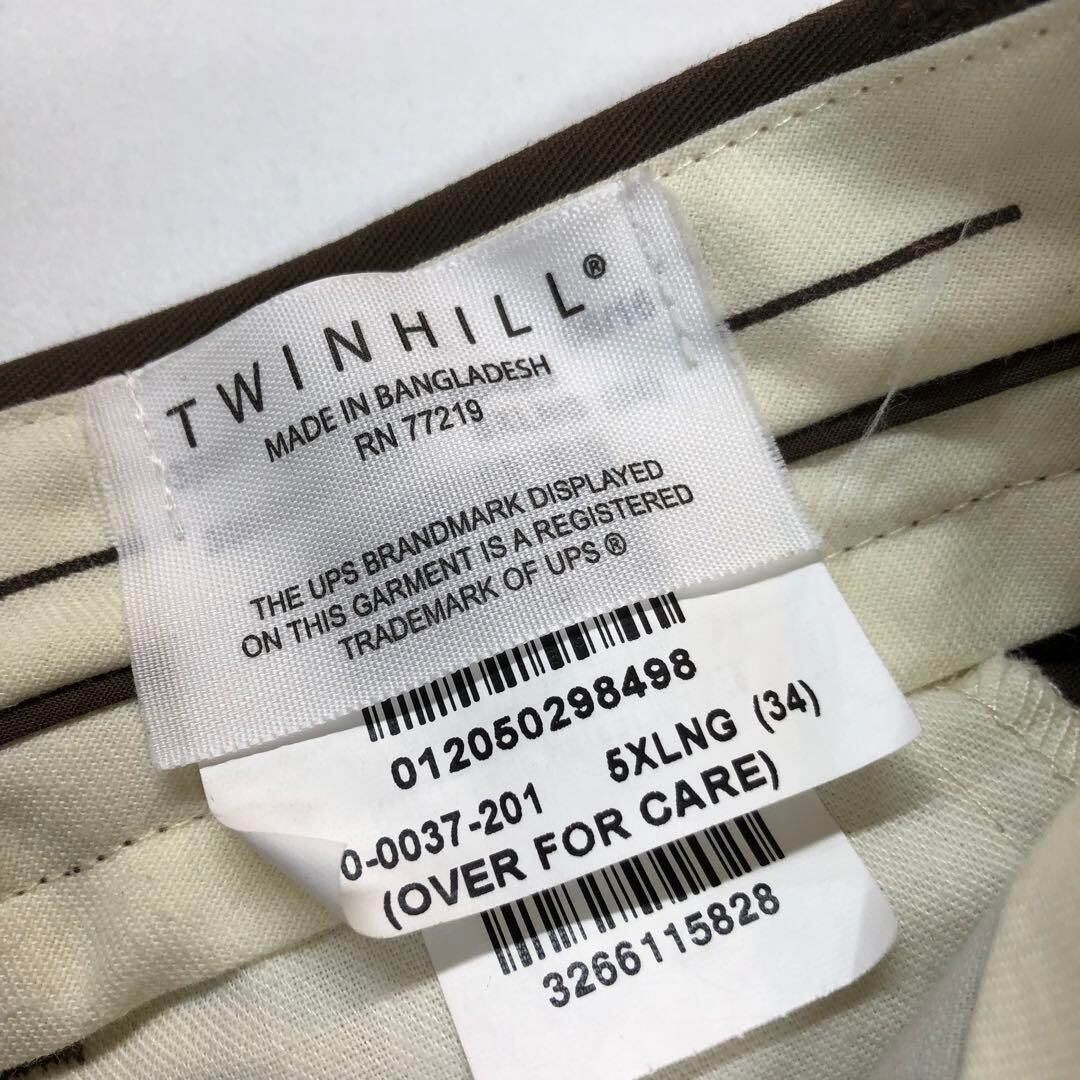 TWINHILL®
MADE IN BANGLADESH
RN 77219
THE UPS BRANDMARK DISPLAYED
ON THIS GARMENT IS A REGISTERED
TRADEMARK OF UPS ®
012050298498
0-0037-201 5XLNG (34)
(OVER FOR CARE)
3266115828